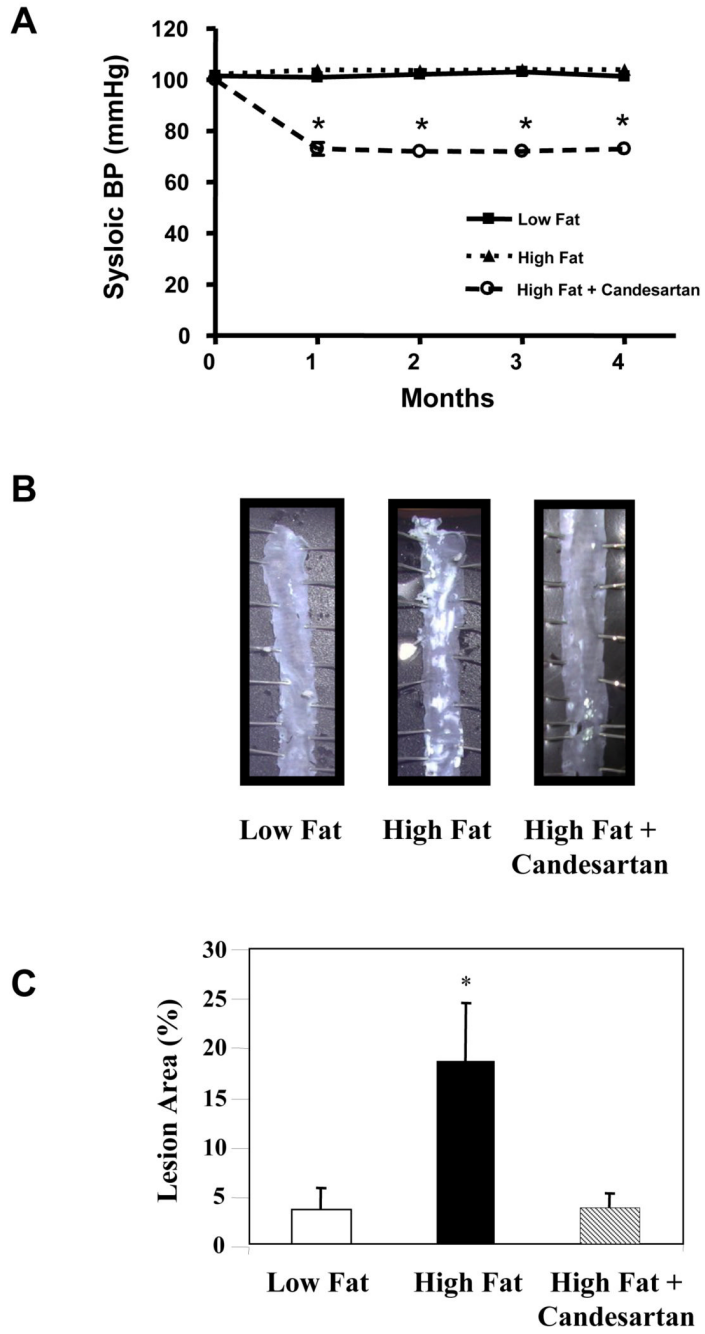 A
Sysloic BP (mmHg)
120
100
80
60
40
20
0
* * * *
Low Fat
High Fat
High Fat + Candesartan
0 1 2 3 4
Months
B
Low Fat
High Fat
High Fat +
Candesartan
C
Lesion Area (%)
30
25
20
15
10
5
0
*
Low Fat
High Fat
High Fat +
Candesartan